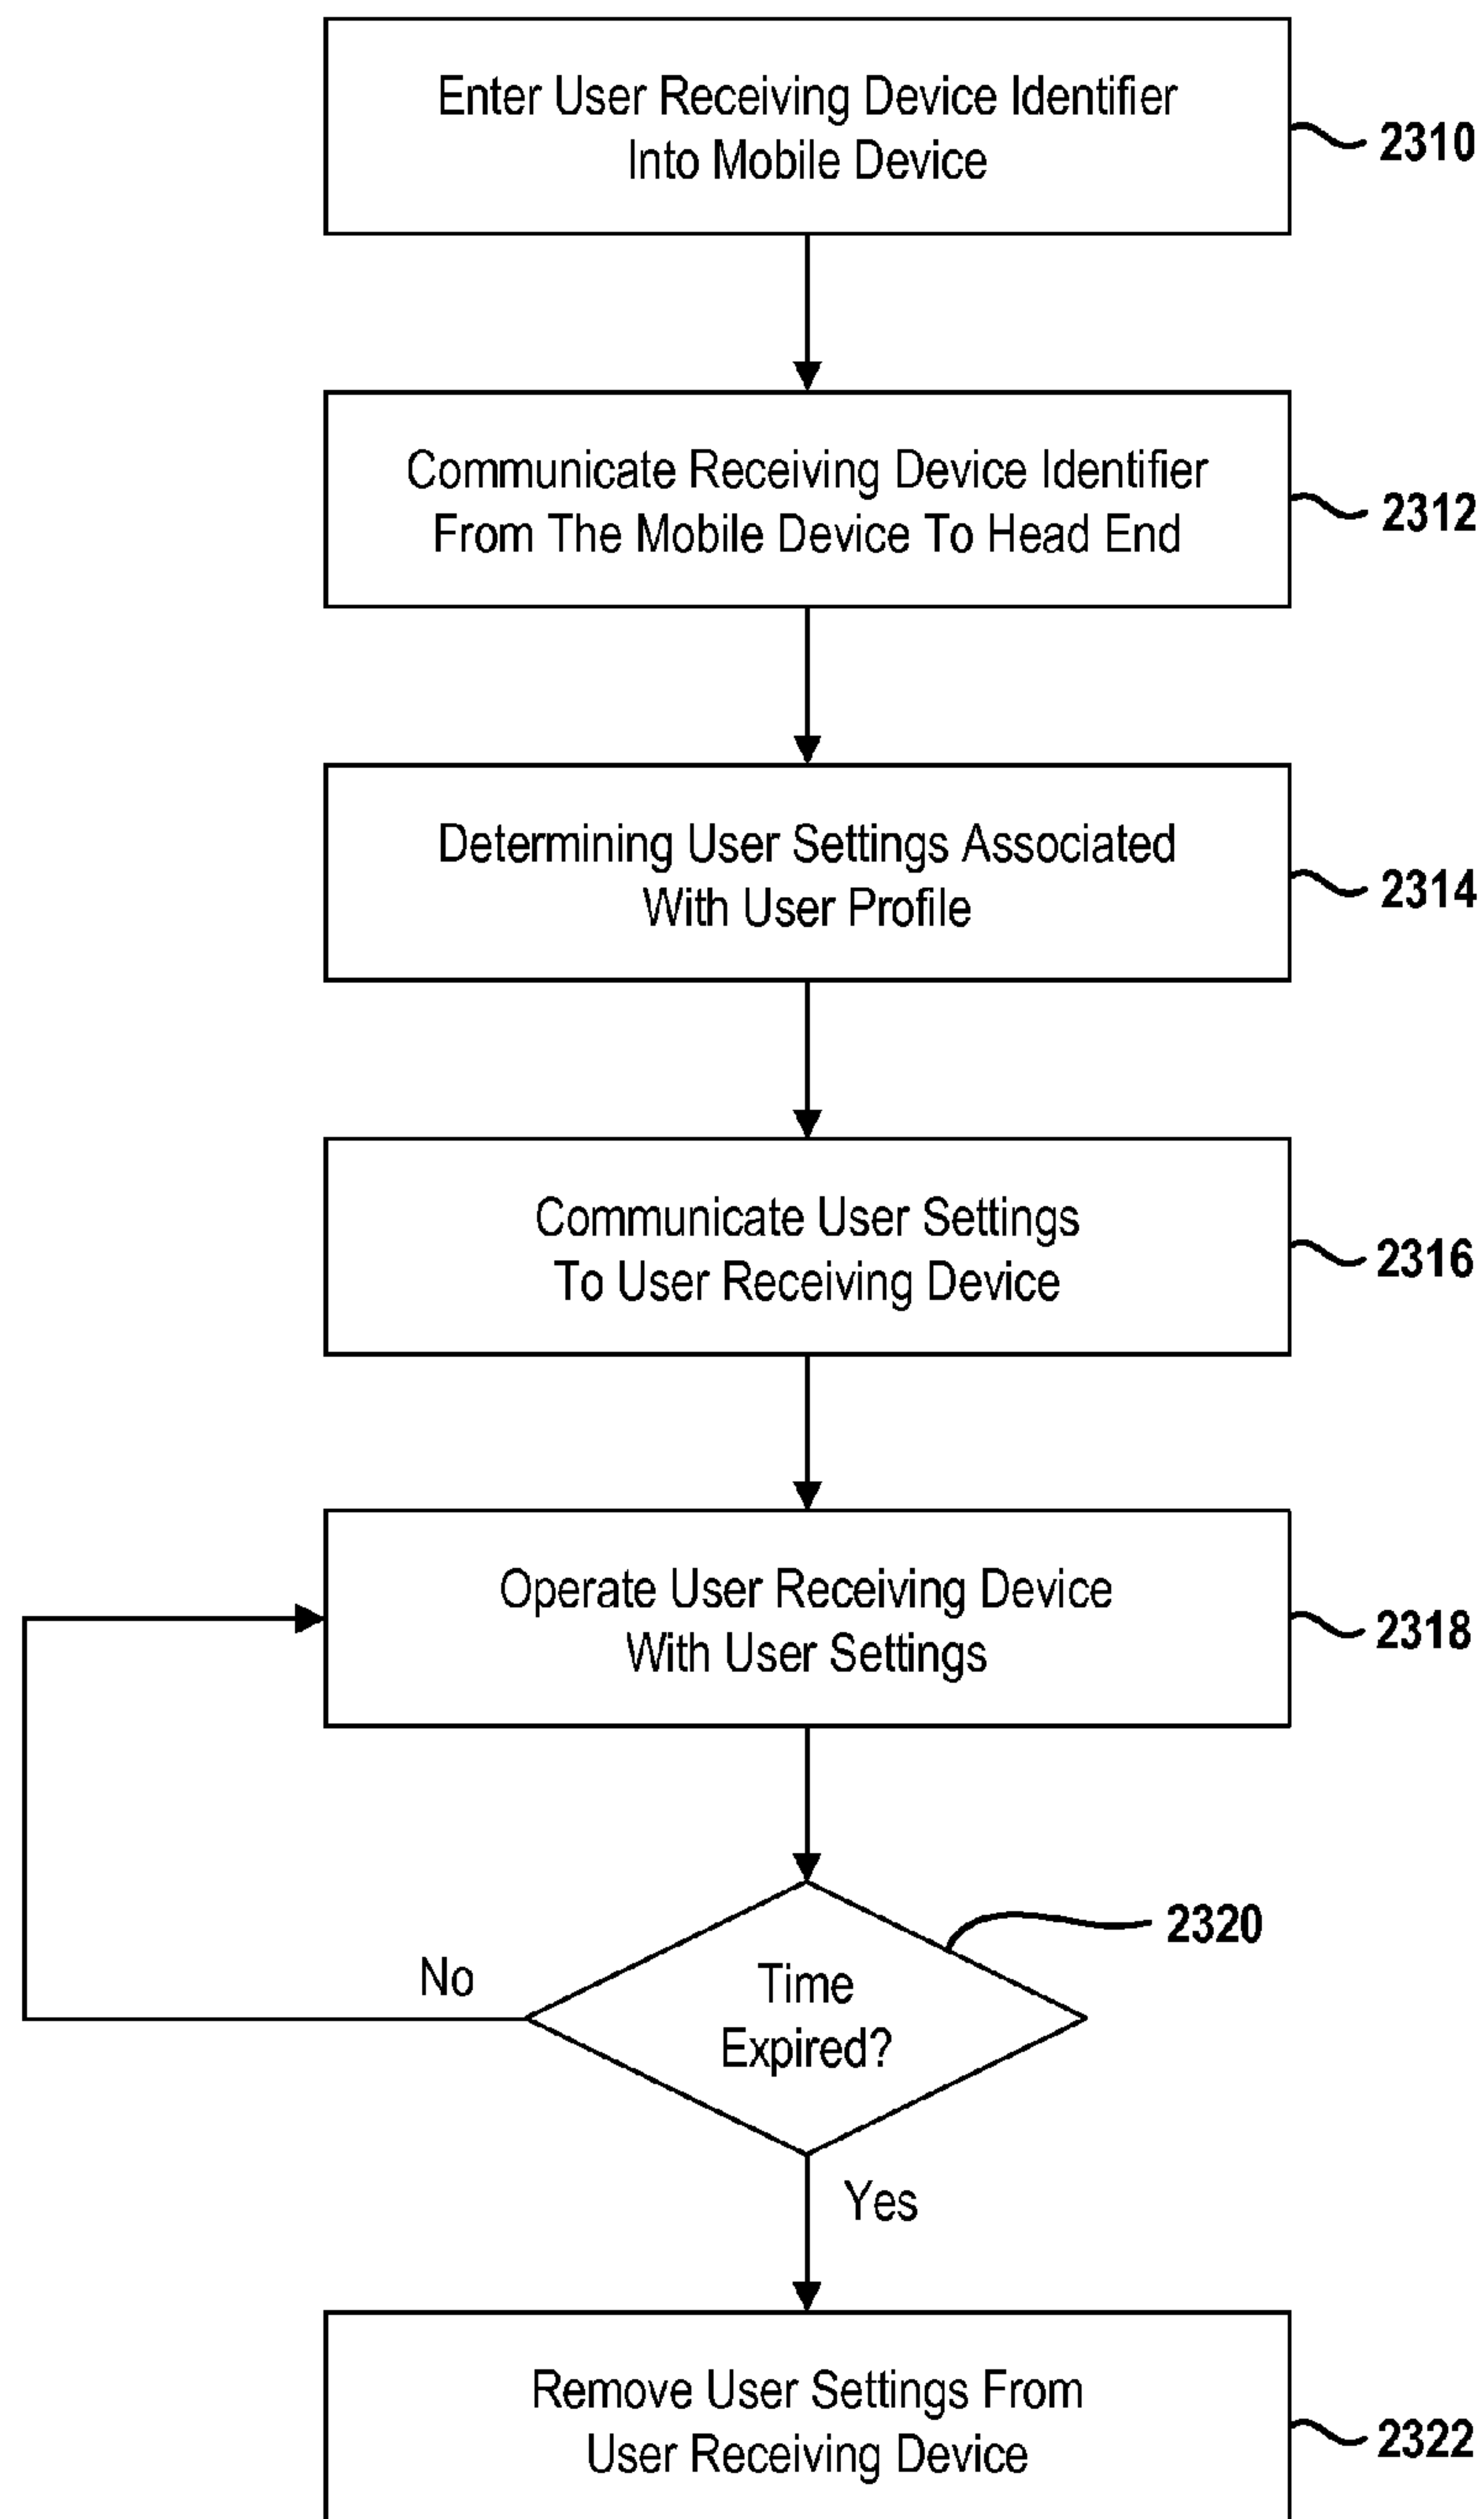 Enter User Receiving Device Identifier
Into Mobile Device
2310
Communicate Receiving Device Identifier
From The Mobile Device To Head End
2312
Determining User Settings Associated
With User Profile
2314
Communicate User Settings
To User Receiving Device
2316
Operate User Receiving Device
With User Settings
2318
2320
Time
Expired?
No
Yes
Remove User Settings From
User Receiving Device
2322